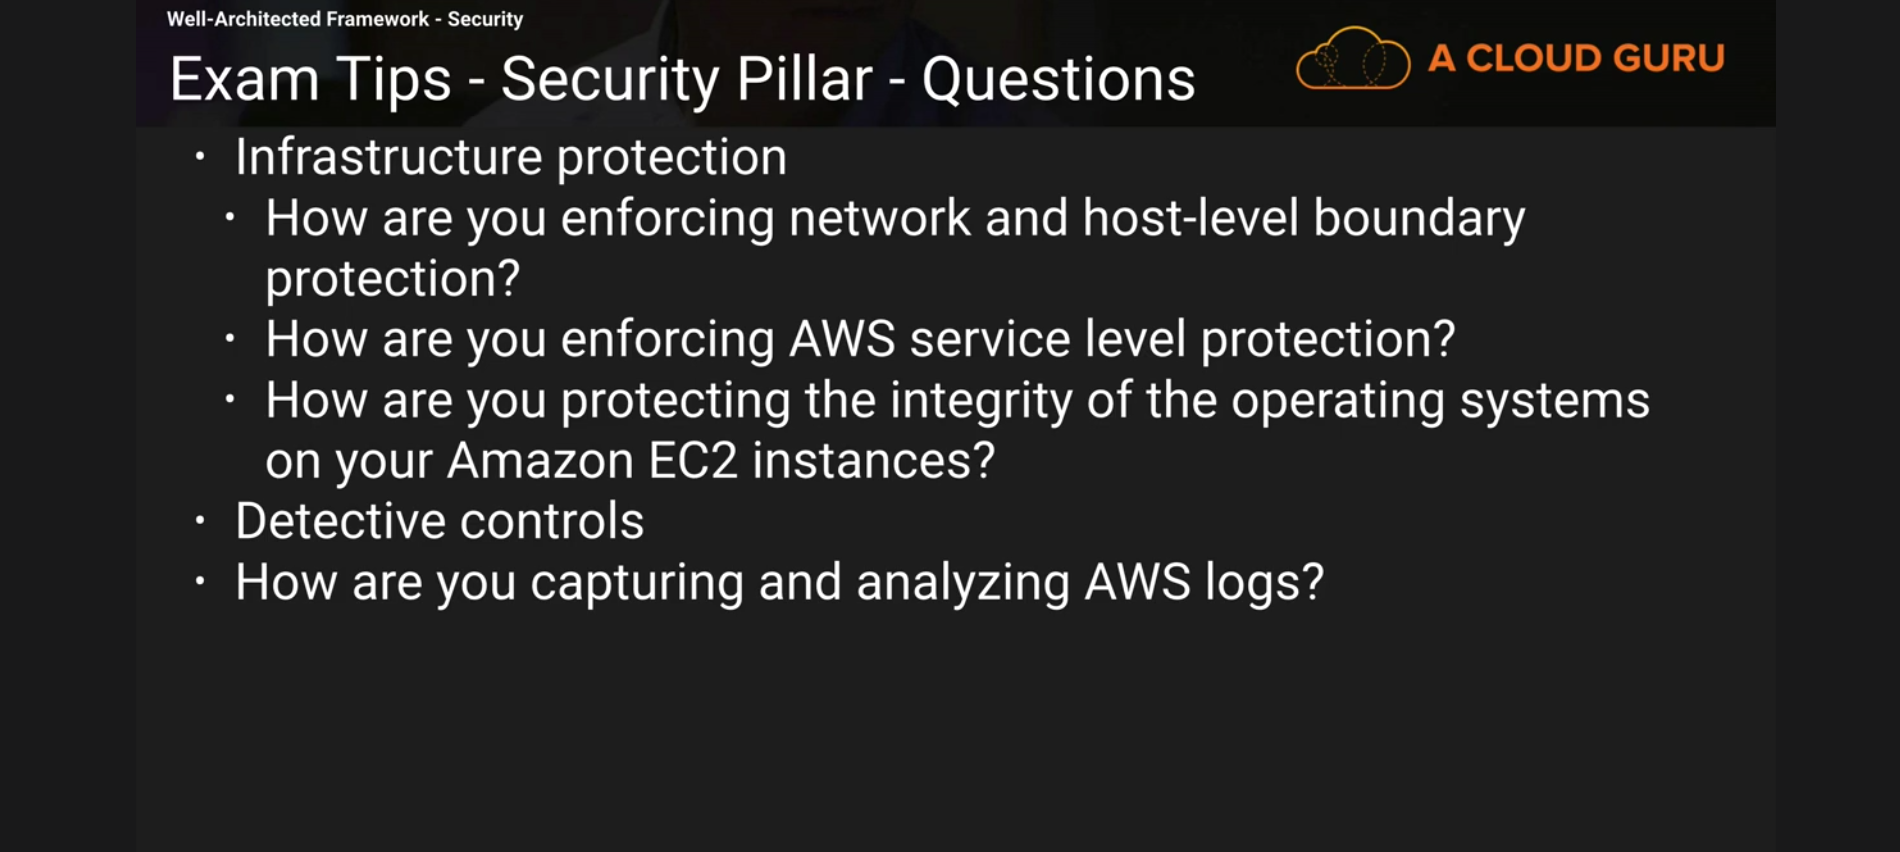 Well-Architected Framework - Security
Exam Tips - Security Pillar - Questions
A CLOUD GURU
• Infrastructure protection
• How are you enforcing network and host-level boundary
protection?
• How are you enforcing AWS service level protection?
• How are you protecting the integrity of the operating systems
on your Amazon EC2 instances?
• Detective controls
• How are you capturing and analyzing AWS logs?